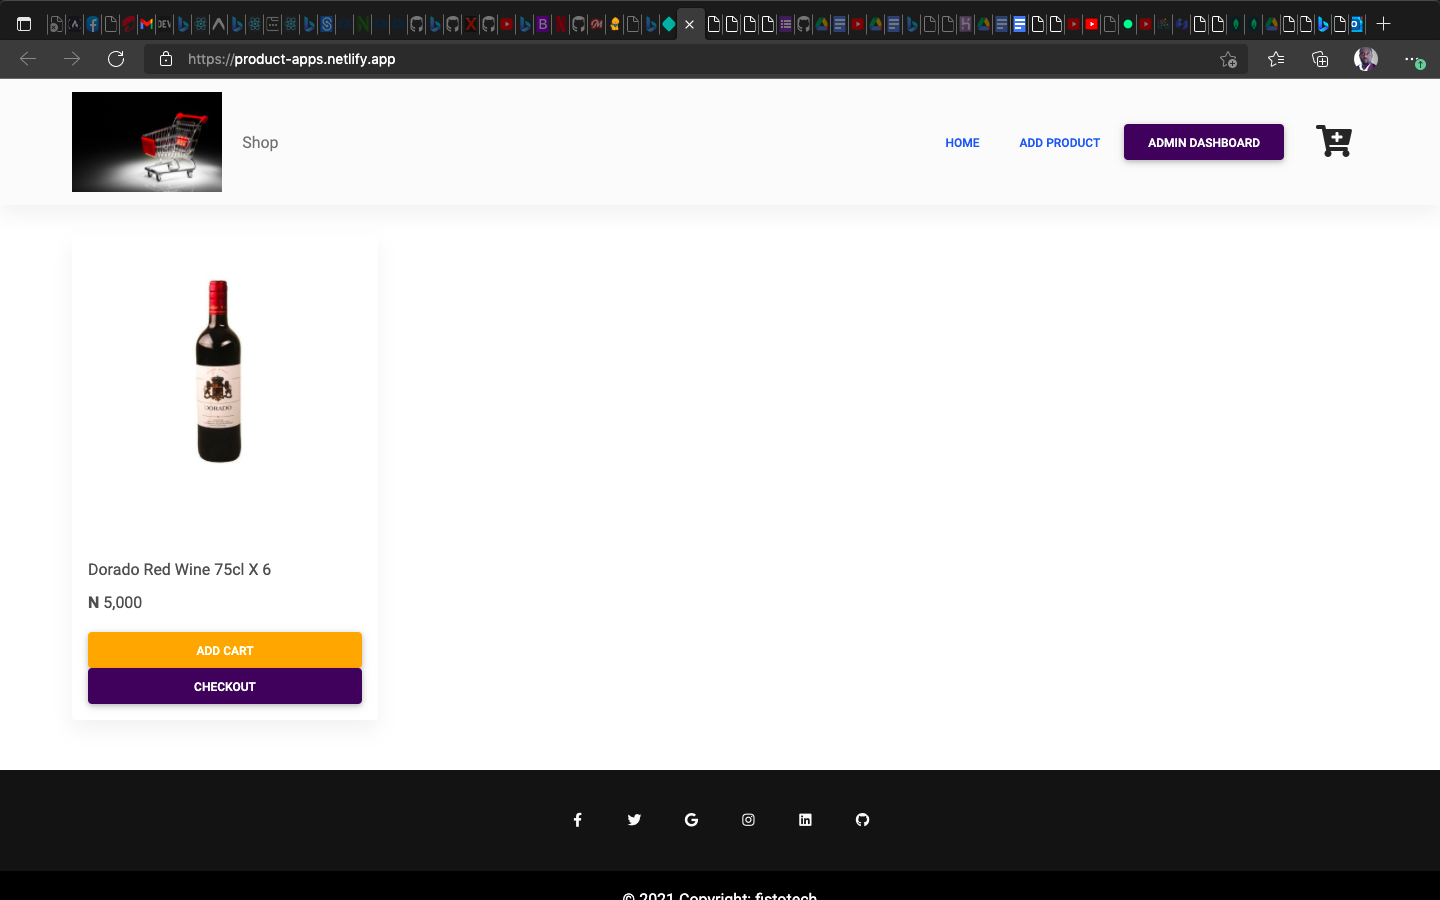 https://product-apps.netlify.app
Shop
HOME
ADD PRODUCT
ADMIN DASHBOARD
DORADO
Dorado Red Wine 75cl X 6
N 5,000
ADD CART
CHECKOUT
© 2021 Copyright: fistotech